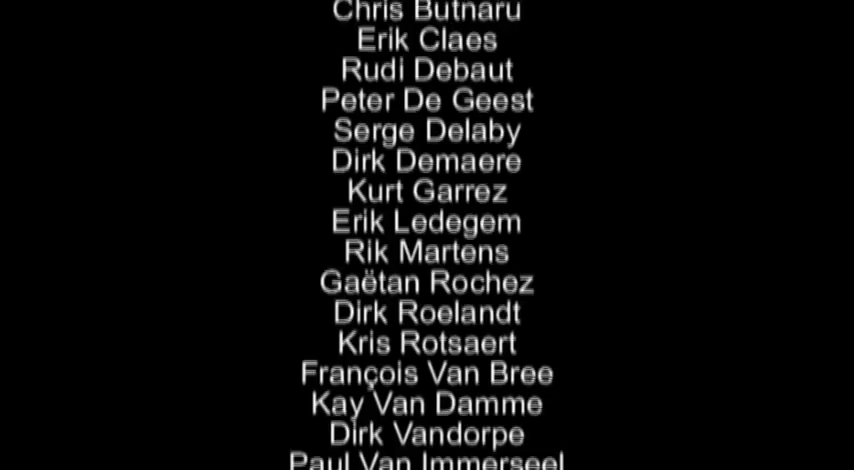 Chris Butnaru
Erik Claes
Rudi Debaut
Peter De Geest
Serge Delaby
Dirk Demaere
Kurt Garrez
Erik Ledegem
Rik Martens
Gaëtan Rochez
Dirk Roelandt
Kris Rotsaert
François Van Bree
Kay Van Damme
Dirk Vandorpe
Paul Van Immerseel